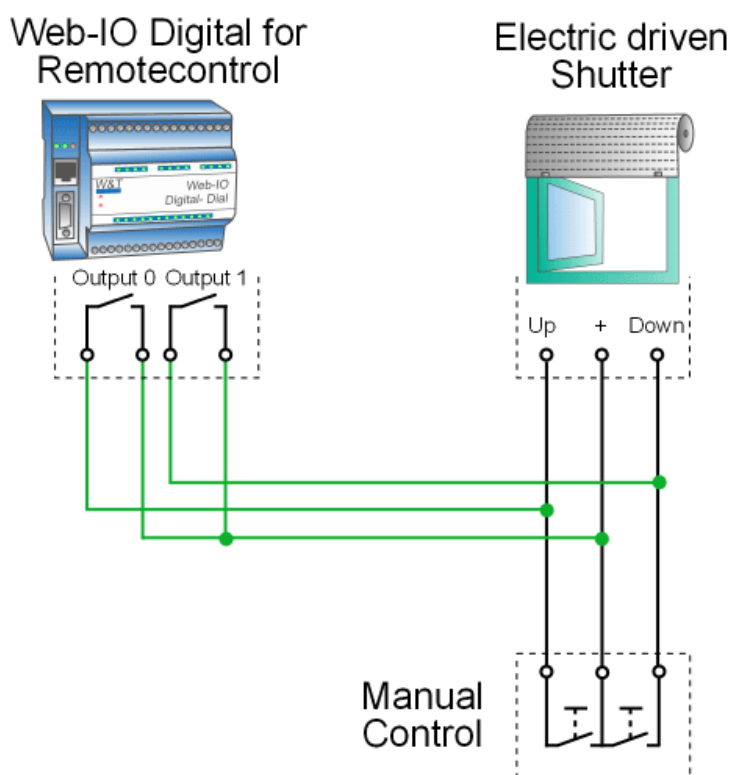 Web-IO Digital for
Remotecontrol
Electric driven
Shutter
W&T
Web-IO
Digital- Dial
Output 0 Output 1
Up + Down
Manual
Control